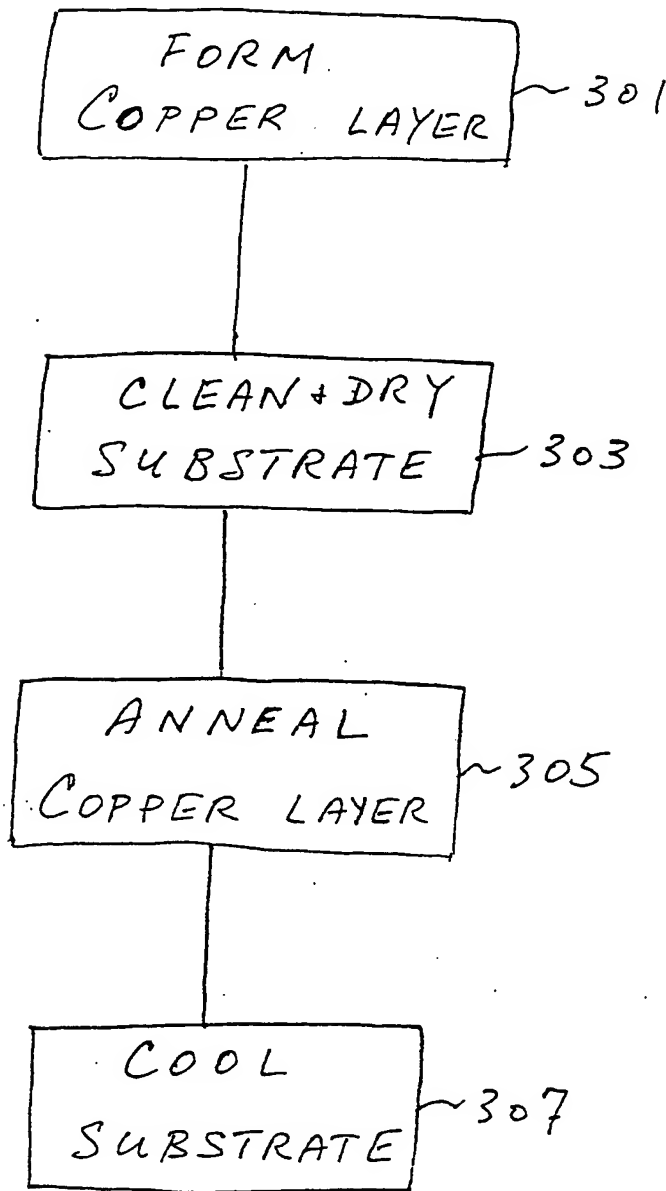 FORM
COPPER LAYER
301
CLEAN + DRY
SUBSTRATE
303
ANNEAL
COPPER LAYER
305
COOL
SUBSTRATE
307